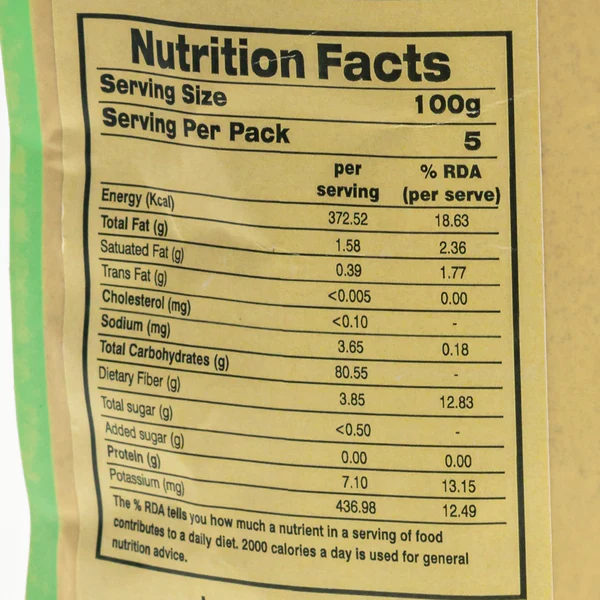 Nutrition Facts
Serving Size 100g
Serving Per Pack 5
per serving % RDA (per serve)
Energy (Kcal) 372.52 18.63
Total Fat (g) 1.58 2.36
Satuated Fat (g) 0.39 1.77
Trans Fat (g) <0.005 0.00
Cholesterol (mg) <0.10 -
Sodium (mg) 3.65 0.18
Total Carbohydrates (g) 80.55 -
Dietary Fiber (g) 3.85 12.83
Total sugar (g) <0.50 -
Added sugar (g) 0.00 0.00
Protein (g) 7.10 13.15
Potassium (mg) 436.98 12.49
The % RDA tells you how much a nutrient in a serving of food
contributes to a daily diet. 2000 calories a day is used for general
nutrition advice.